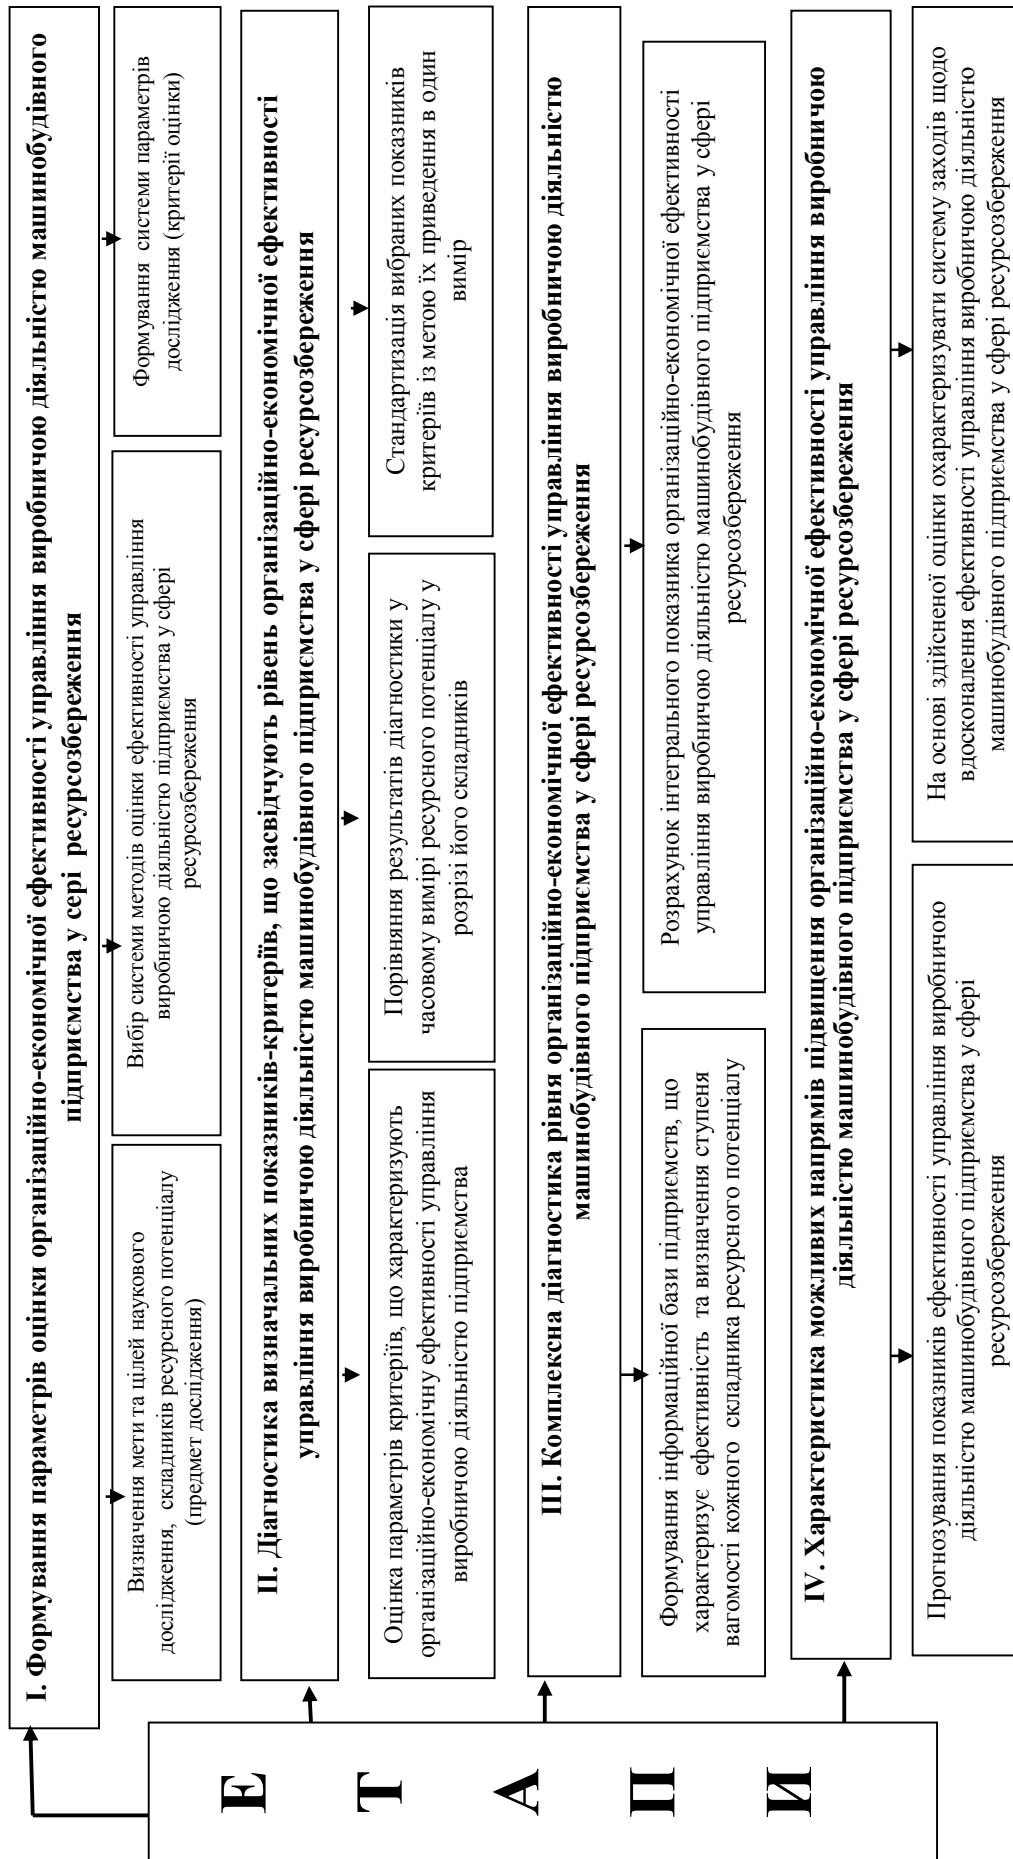 Е
Т
А
П
И
І. Формування параметрів оцінки організаційно-економічної ефективності управління виробничою діяльністю машинобудівного
підприємства у сері ресурсозбереження
Визначення мети та цілей наукового
дослідження, складників ресурсного потенціалу
(предмет дослідження)
Вибір системи методів оцінки ефективності управління
виробничою діяльністю підприємства у сфері
ресурсозбереження
Формування системи параметрів
дослідження (критерії оцінки)
ІІ. Діагностика визначальних показників-критеріїв, що засвідчують рівень організаційно-економічної ефективності
управління виробничою діяльністю машинобудівного підприємства у сфері ресурсозбереження
Оцінка параметрів критеріїв, що характеризують
організаційно-економічну ефективності управління
виробничою діяльністю підприємства
Порівняння результатів діагностики у
часовому вимірі ресурсного потенціалу у
розрізі його складників
Стандартизація вибраних показників
критеріїв із метою їх приведення в один
вимір
ІІІ. Комплексна діагностика рівня організаційно-економічної ефективності управління виробничою діяльністю
машинобудівного підприємства у сфері ресурсозбереження
Формування інформаційної бази підприємств, що
характеризує ефективність та визначення ступеня
вагомості кожного складника ресурсного потенціалу
Розрахунок інтегрального показника організаційно-економічної ефективності
управління виробничою діяльністю машинобудівного підприємства у сфері
ресурсозбереження
IV. Характеристика можливих напрямів підвищення організаційно-економічної ефективності управління виробничою
діяльністю машинобудівного підприємства у сфері ресурсозбереження
Прогнозування показників ефективності управління виробничою
діяльністю машинобудівного підприємства у сфері
ресурсозбереження
На основі здійсненої оцінки охарактеризувати систему заходів щодо
вдосконалення ефективності управління виробничою діяльністю
машинобудівного підприємства у сфері ресурсозбереження